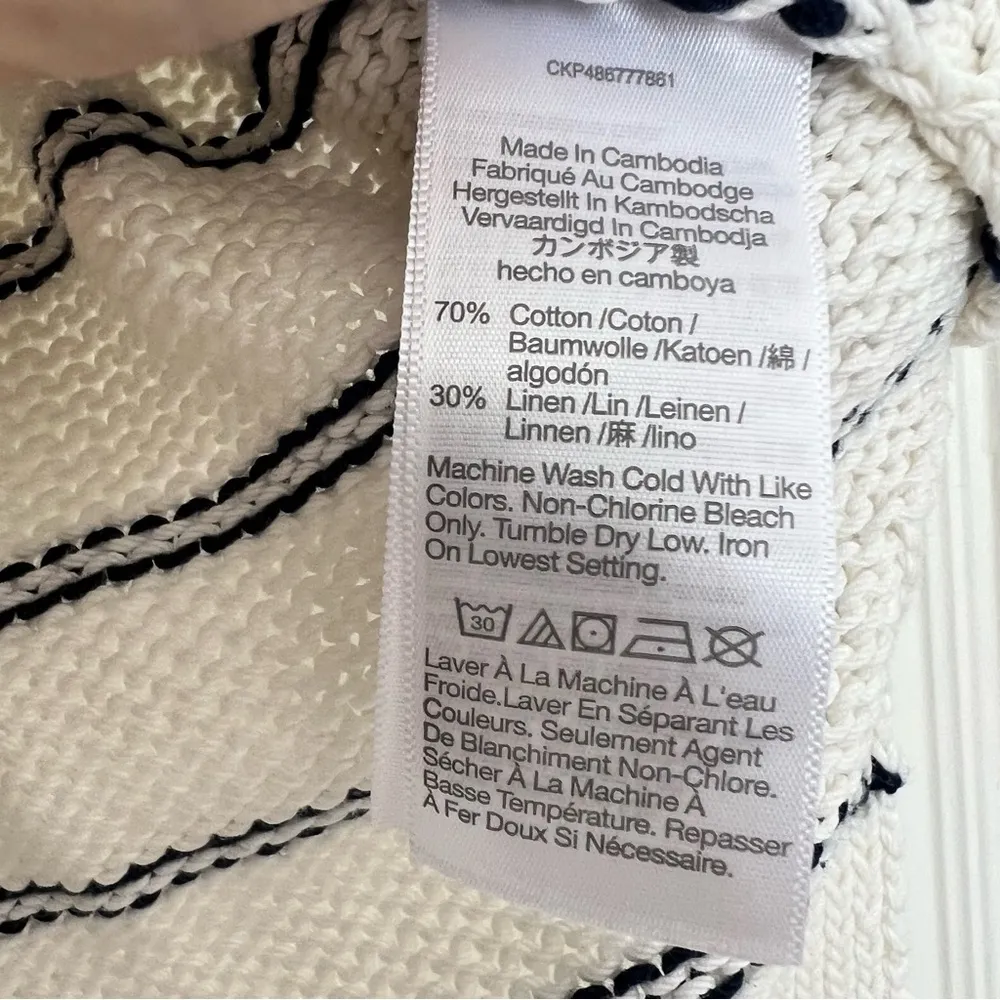 CKP486777861
Made In Cambodia
Fabriqué Au Cambodge
Hergestellt In Kambodscha
Vervaardigd In Cambodja
カンボジア製
hecho en camboya
70% Cotton /Coton /
Baumwolle /Katoen /綿 /
algodón
30% Linen /Lin /Leinen /
Linnen /麻 /lino
Machine Wash Cold With Like
Colors. Non-Chlorine Bleach
Only. Tumble Dry Low. Iron
On Lowest Setting.
30
Laver À La Machine À L'eau
Froide.Laver En Séparant Les
Couleurs. Seulement Agent
De Blanchiment Non-Chlore.
Sécher À La Machine À
Basse Température. Repasser
À Fer Doux Si Nécessaire.